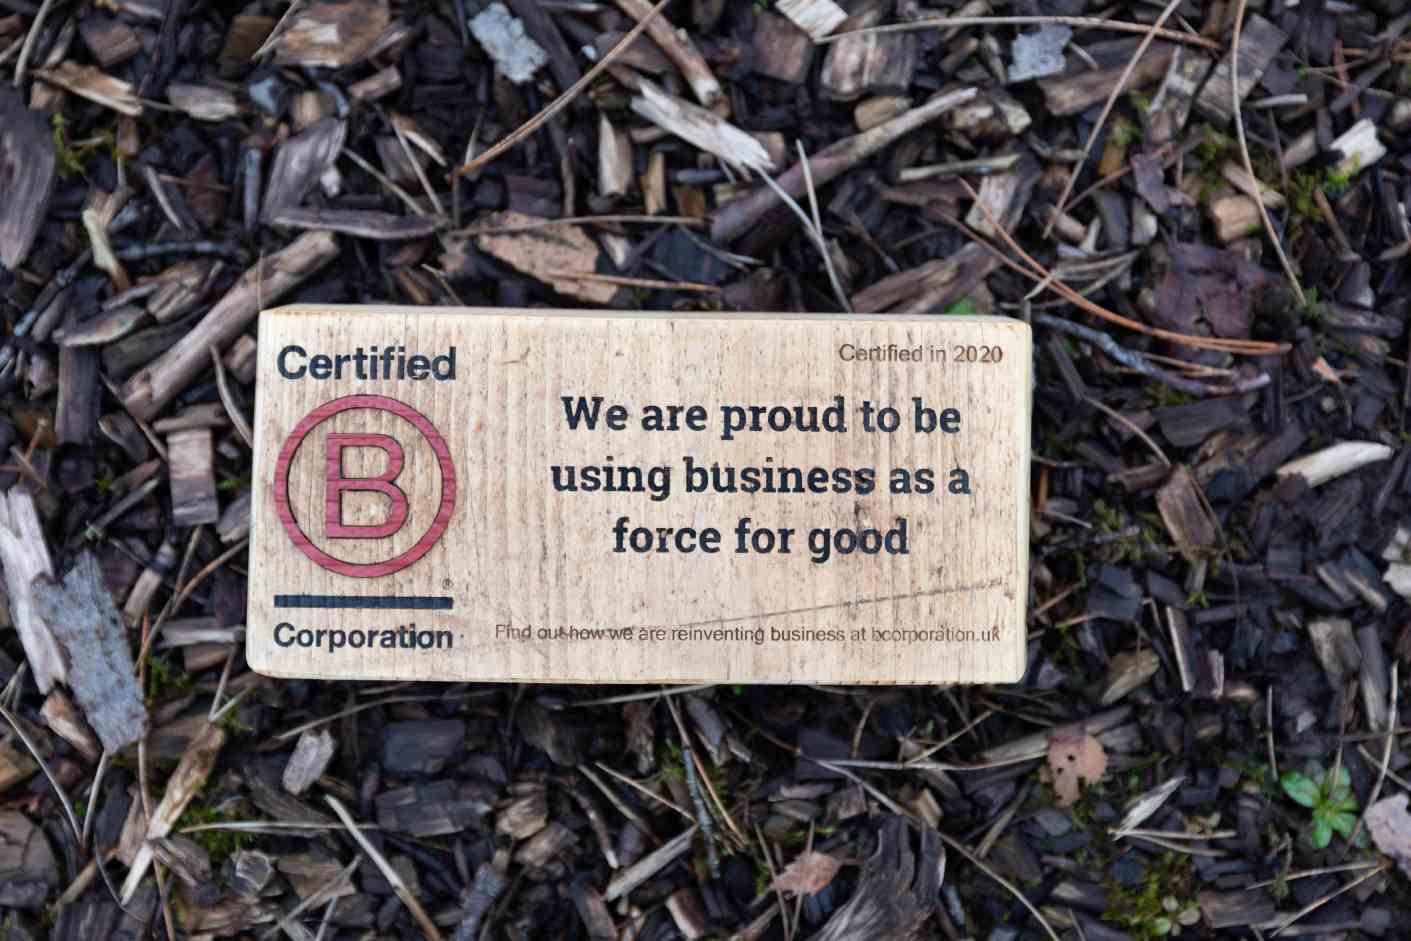 Certified
B
®
Corporation
Certified in 2020
We are proud to be
using business as a
force for good
Find out how we are reinventing business at bcorporation.uk